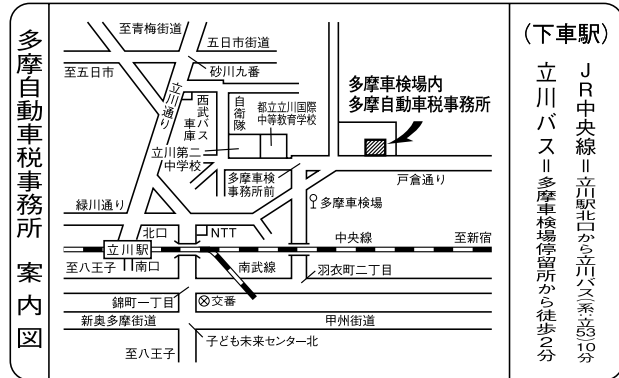 多摩自動車税事務所 案内図
至青梅街道
五日市街道
至五日市
砂川九番
立川通り
西武バス
車庫
自衛隊
都立立川国際
中等教育学校
多摩車検場内
多摩自動車税事務所
立川第二
中学校
多摩車検
事務所前
戸倉通り
緑川通り
多摩車検場
北口
NTT
中央線
至新宿
立川駅
至八王子
南口
南武線
羽衣町二丁目
錦町一丁目
交番
新奥多摩街道
甲州街道
子ども未来センター北
至八王子
(下車駅)
JR中央線=立川駅北口から立川バス(系・立53)10分
立川バス=多摩車検場停留所から徒歩2分